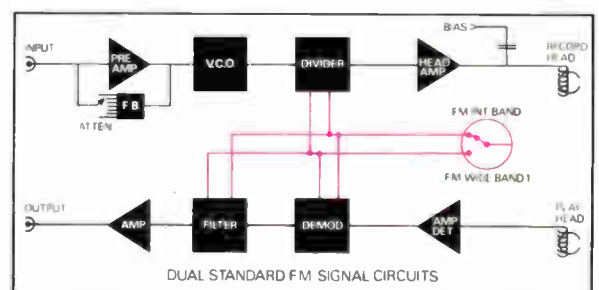 BIAS>
INPUT
PRE AMP
V.C.O.
DIVIDER
HEAD AMP
RECORD HEAD
F B
ATTEN
FM INT BAND
FM WIDE BAND 1
OUTPUT
AMP
FILTER
DEMOD
AMP DET
PLAY HEAD
DUAL STANDARD FM SIGNAL CIRCUITS